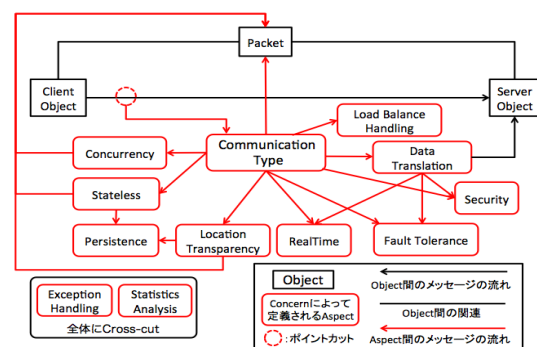 Packet
Client
Object
Server
Object
Load Balance
Handling
Communication
Type
Concurrency
Data
Translation
Stateless
Security
Persistence
Location
Transparency
RealTime
Fault Tolerance
Exception
Handling
Statistics
Analysis
全体にCross-cut
Object
Object間のメッセージの流れ
Concernによって
定義されるAspect
Object間の関連
:ポイントカット
Aspect間のメッセージの流れ